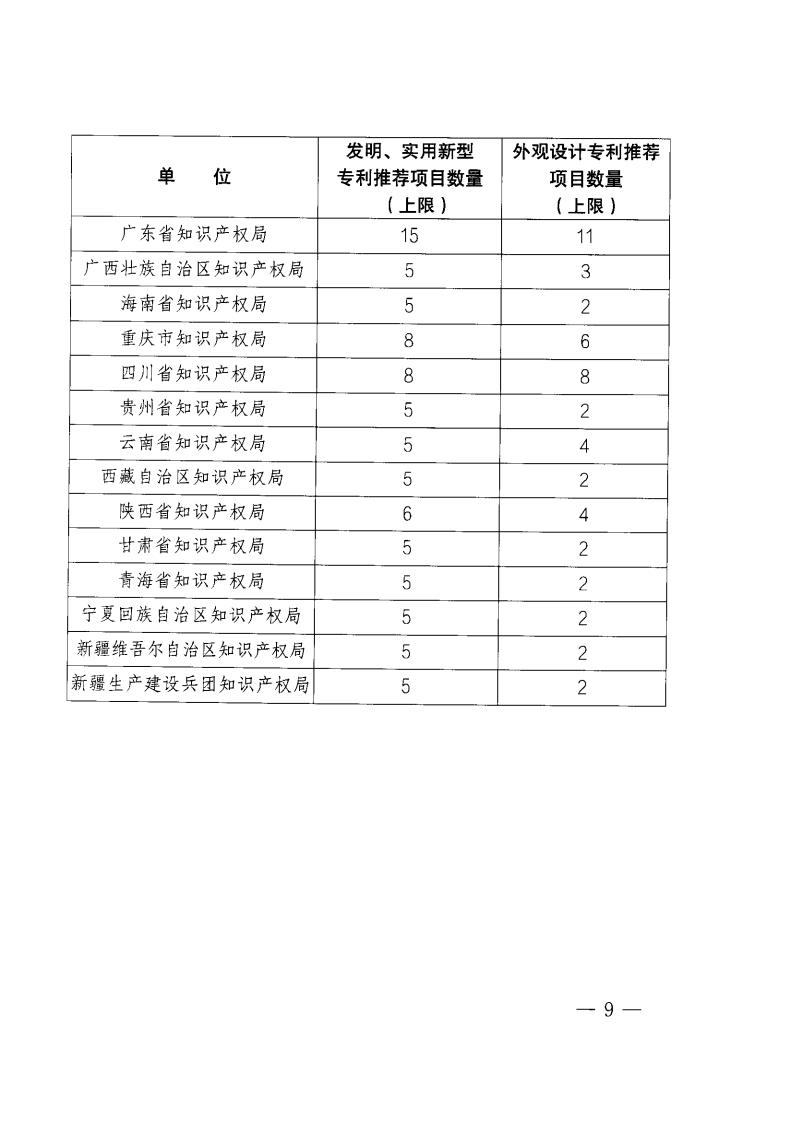 单 位 发明、实用新型专利推荐项目数量(上限) 外观设计专利推荐项目数量(上限)
广东省知识产权局 15 11
广西壮族自治区知识产权局 5 3
海南省知识产权局 5 2
重庆市知识产权局 8 6
四川省知识产权局 8 8
贵州省知识产权局 5 2
云南省知识产权局 5 4
西藏自治区知识产权局 5 2
陕西省知识产权局 6 4
甘肃省知识产权局 5 2
青海省知识产权局 5 2
宁夏回族自治区知识产权局 5 2
新疆维吾尔自治区知识产权局 5 2
新疆生产建设兵团知识产权局 5 2
— 9 —